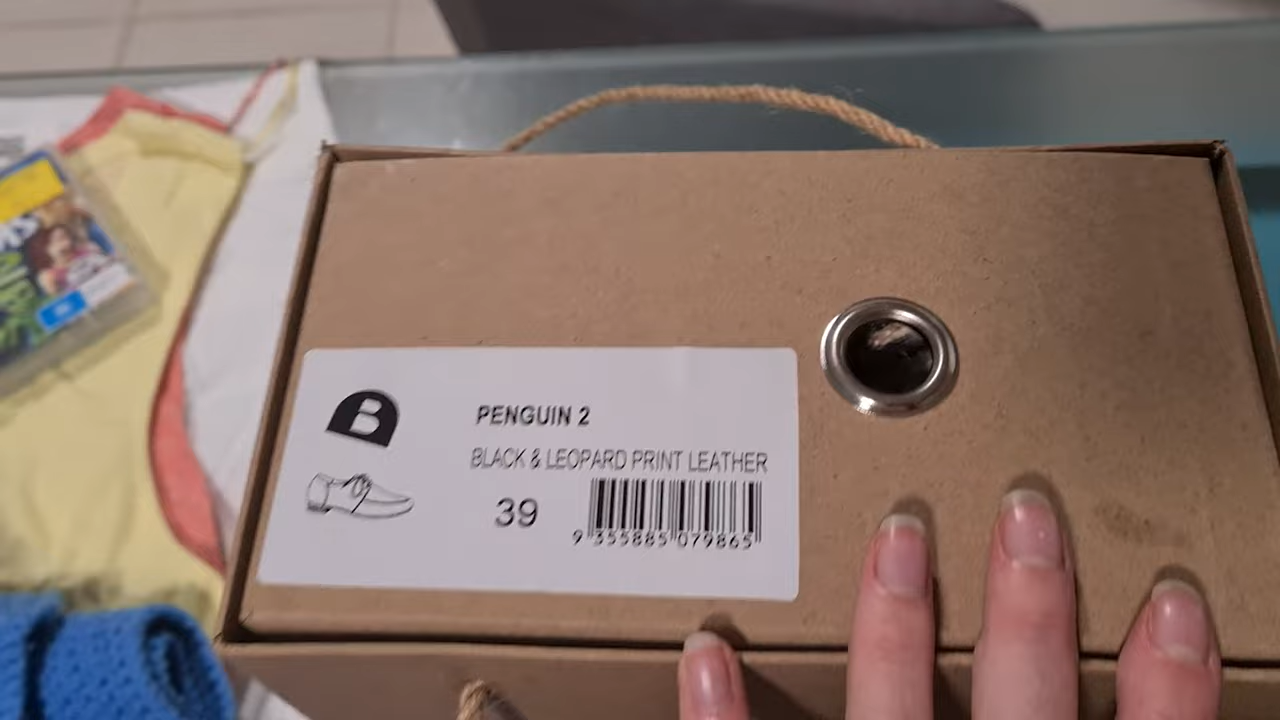 B
PENGUIN 2
BLACK & LEOPARD PRINT LEATHER
39
9 355885 079865